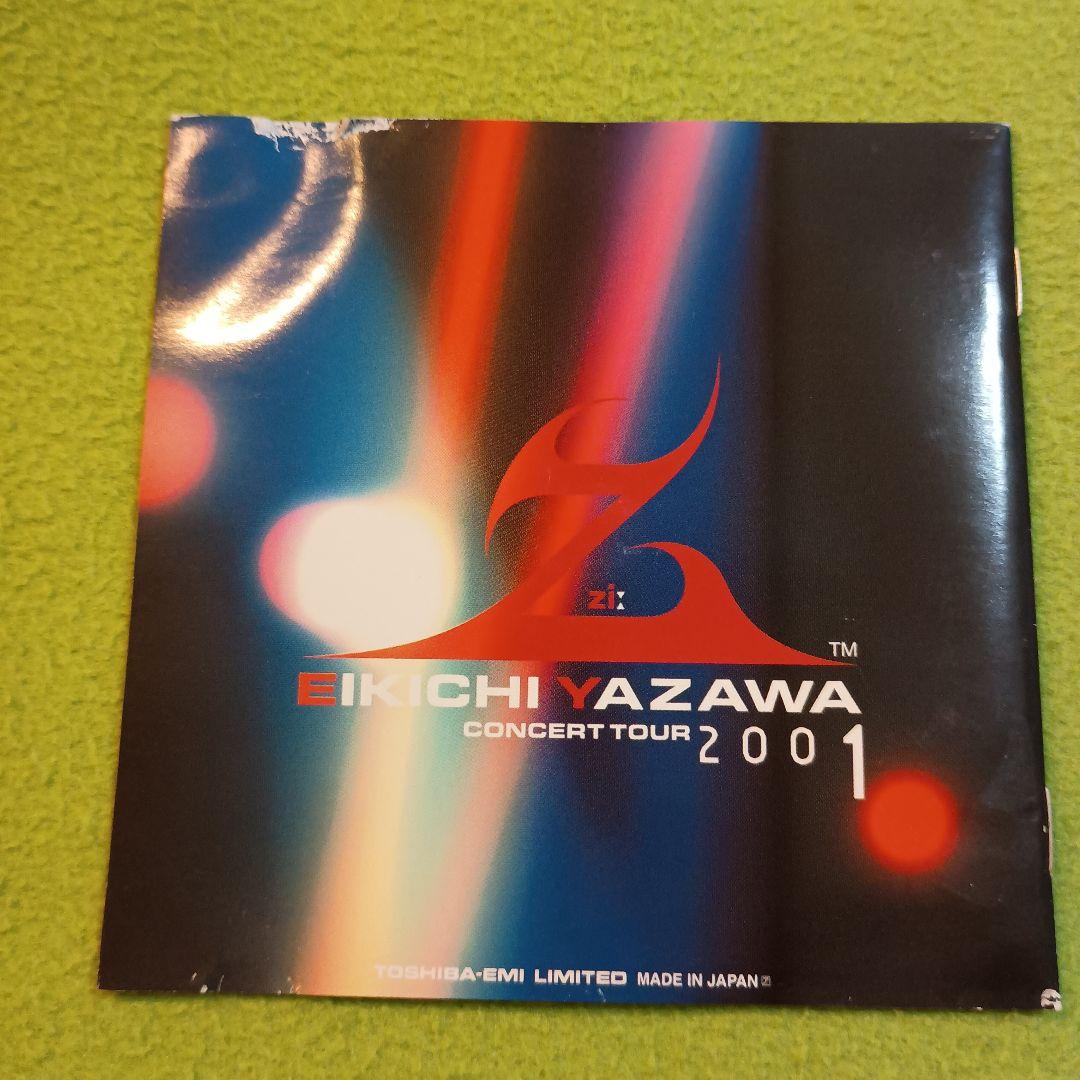 zi:
TM
EIKICHI YAZAWA
CONCERT TOUR 2001
TOSHIBA-EMI LIMITED MADE IN JAPAN